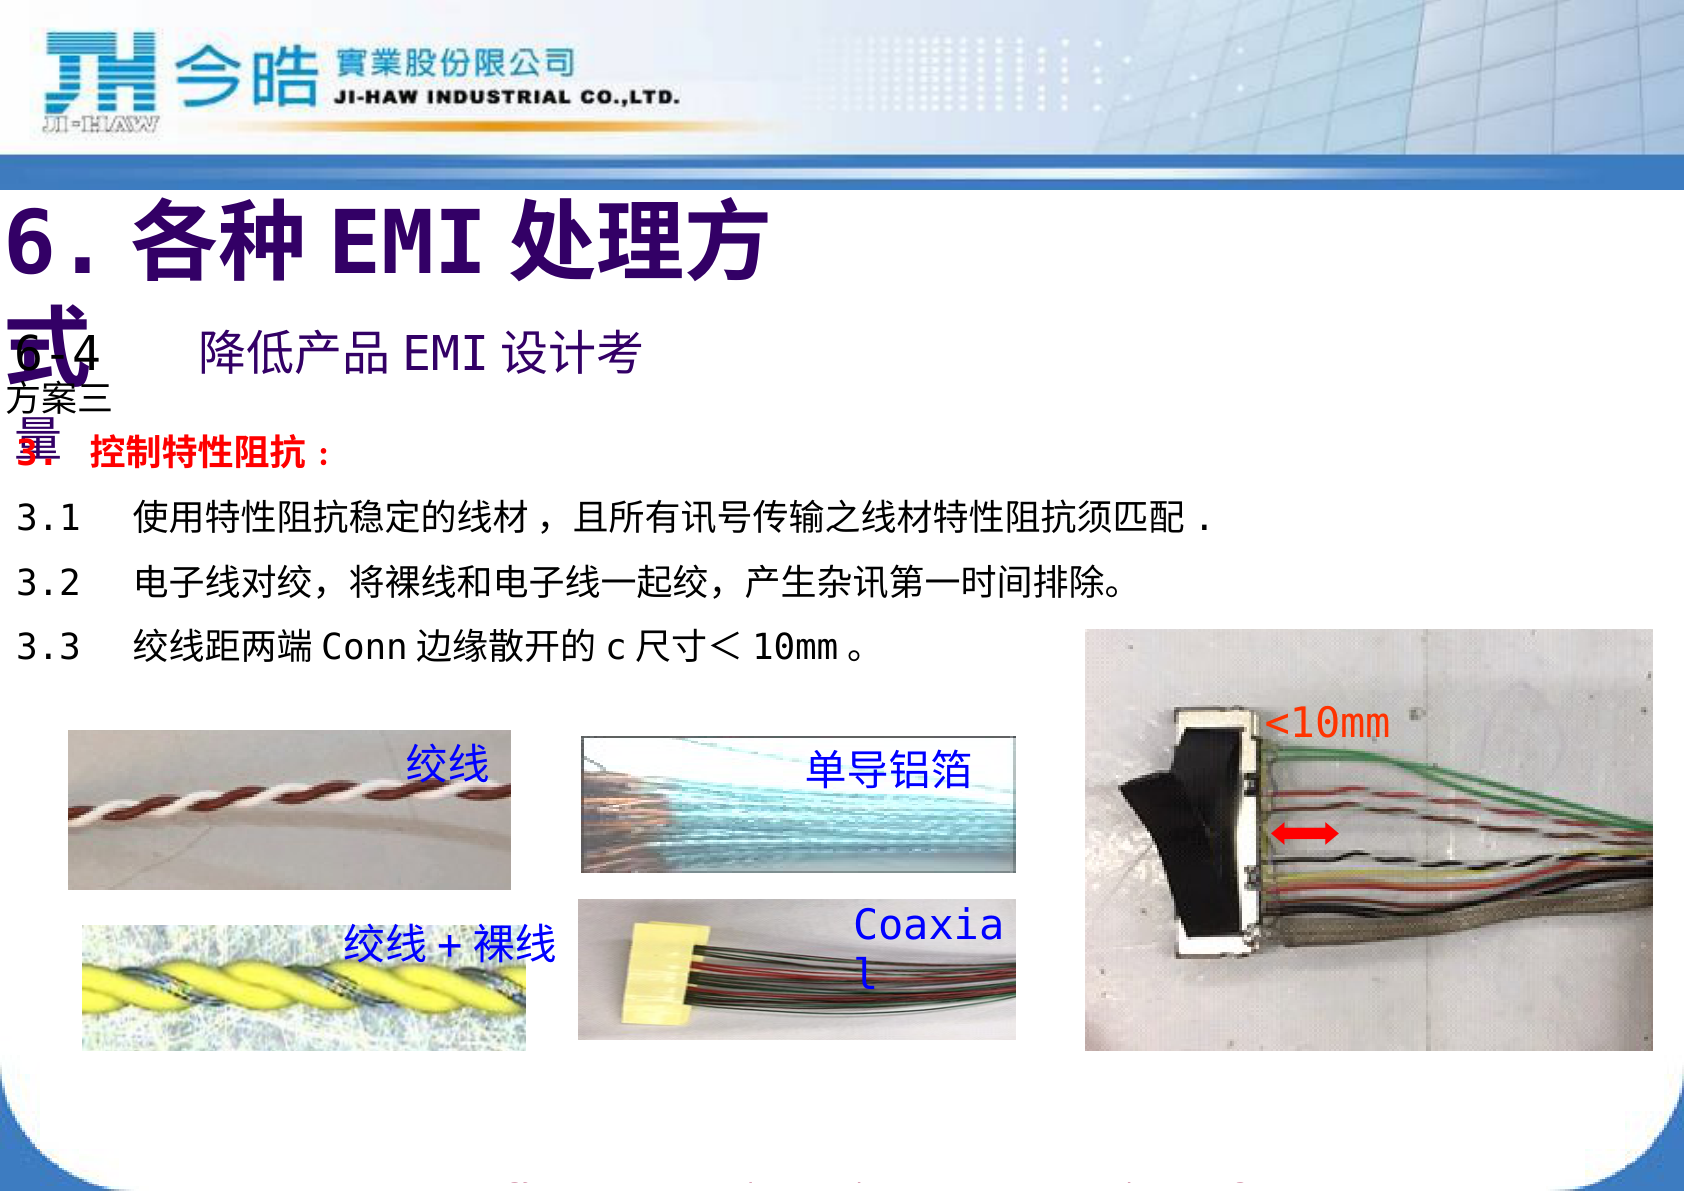 JH 今皓 實業股份限公司
JI-HAW INDUSTRIAL CO.,LTD.
JI-HAW
6. 各种 EMI 处理方
式
6-4 降低产品 EMI 设计考
方案三
量
3. 控制特性阻抗:
3.1 使用特性阻抗稳定的线材，且所有讯号传输之线材特性阻抗须匹配.
3.2 电子线对绞，将裸线和电子线一起绞，产生杂讯第一时间排除。
3.3 绞线距两端 Conn 边缘散开的 c 尺寸＜ 10mm 。
<10mm
绞线
单导铝箔
绞线 + 裸线
Coaxia
l